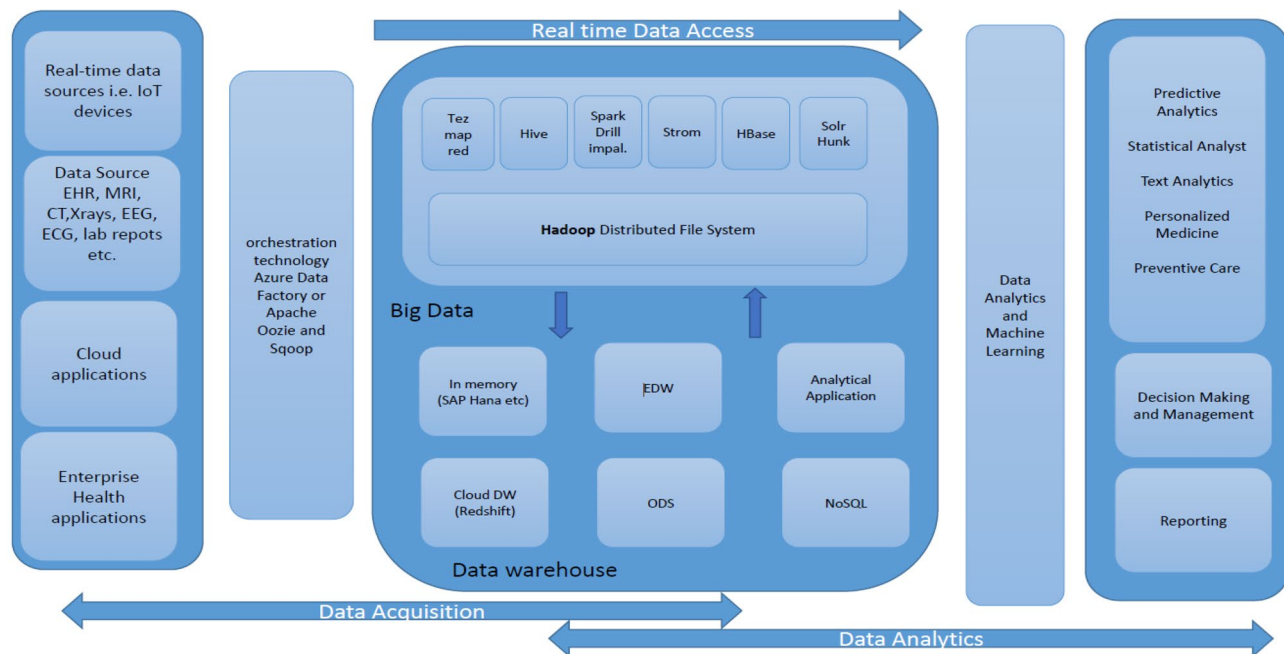 Real time Data Access
Real-time data
sources i.e. IoT
devices
Data Source
EHR, MRI,
CT,Xrays, EEG,
ECG, lab repots
etc.
Cloud
applications
Enterprise
Health
applications
orchestration
technology
Azure Data
Factory or
Apache
Oozie and
Sqoop
Tez
map
red
Hive
Spark
Drill
impal.
Strom
HBase
Solr
Hunk
Hadoop Distributed File System
Big Data
In memory
(SAP Hana etc)
EDW
Analytical
Application
Cloud DW
(Redshift)
ODS
NoSQL
Data warehouse
Data
Analytics
and
Machine
Learning
Predictive
Analytics
Statistical Analyst
Text Analytics
Personalized
Medicine
Preventive Care
Decision Making
and Management
Reporting
Data Acquisition
Data Analytics